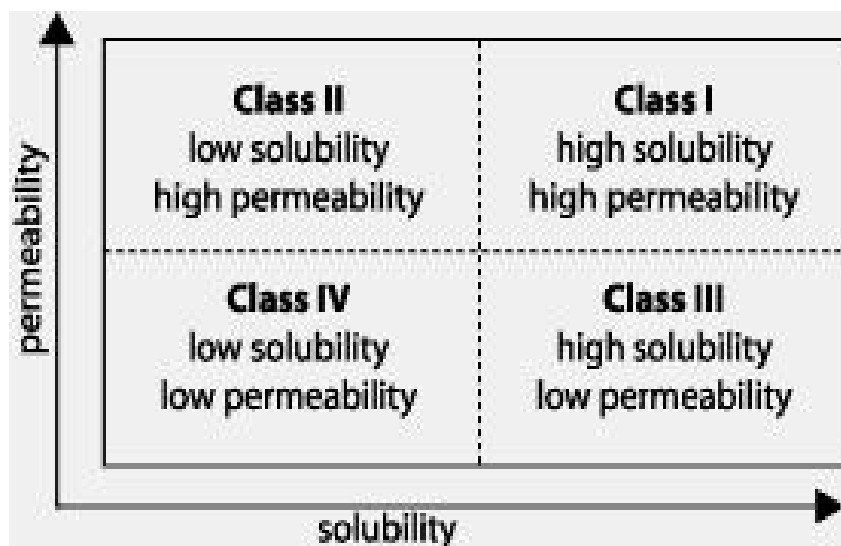 permeability
Class II
low solubility
high permeability
Class I
high solubility
high permeability
Class IV
low solubility
low permeability
Class III
high solubility
low permeability
solubility